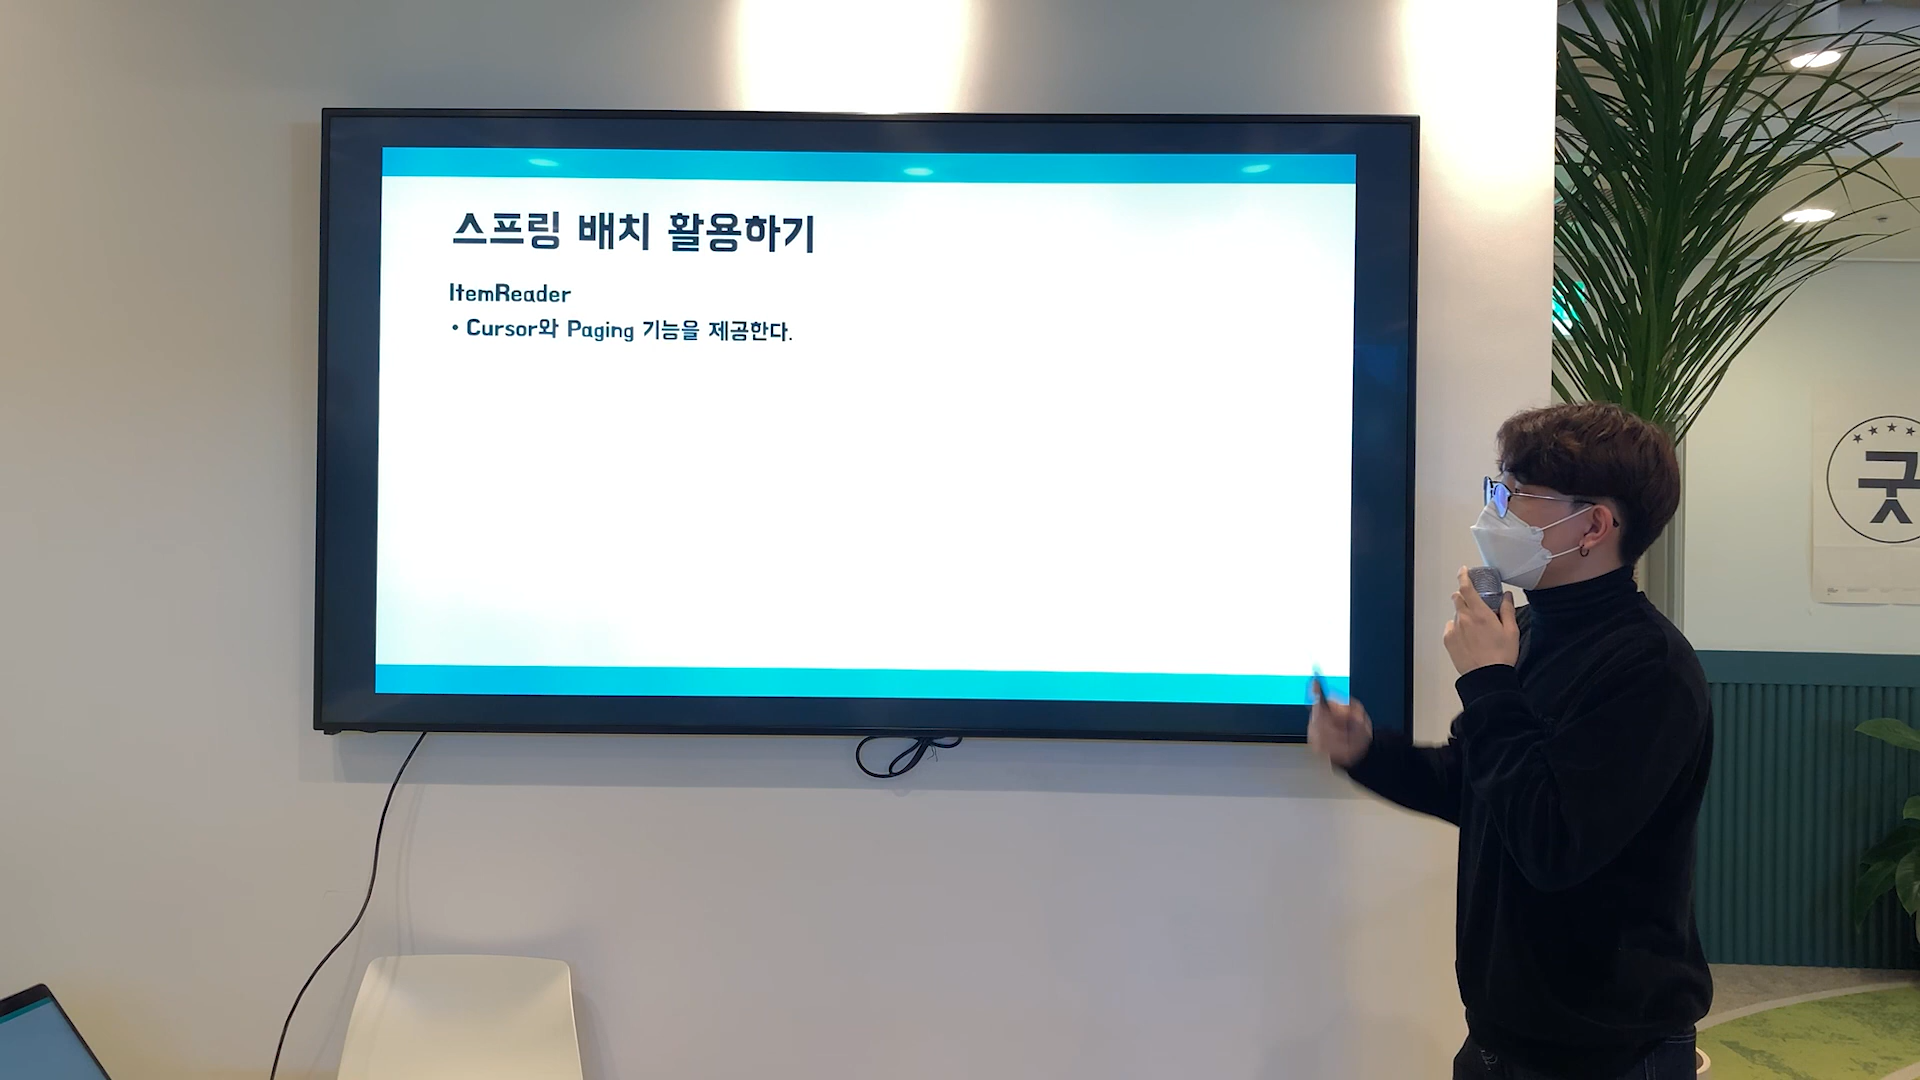 스프링 배치 활용하기
ItemReader
• Cursor와 Paging 기능을 제공한다.
굿